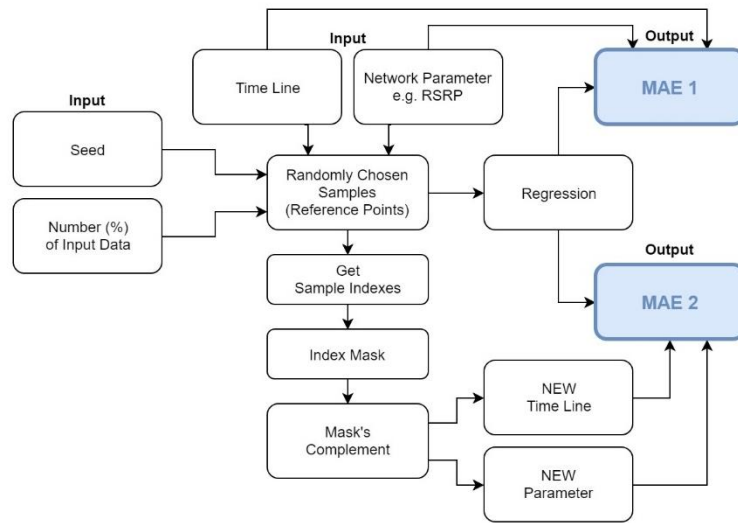 Input
Output
Time Line
Network Parameter
e.g. RSRP
MAE 1
Input
Seed
Randomly Chosen
Samples
(Reference Points)
Regression
Number (%)
of Input Data
Output
Get
Sample Indexes
MAE 2
Index Mask
NEW
Time Line
Mask's
Complement
NEW
Parameter